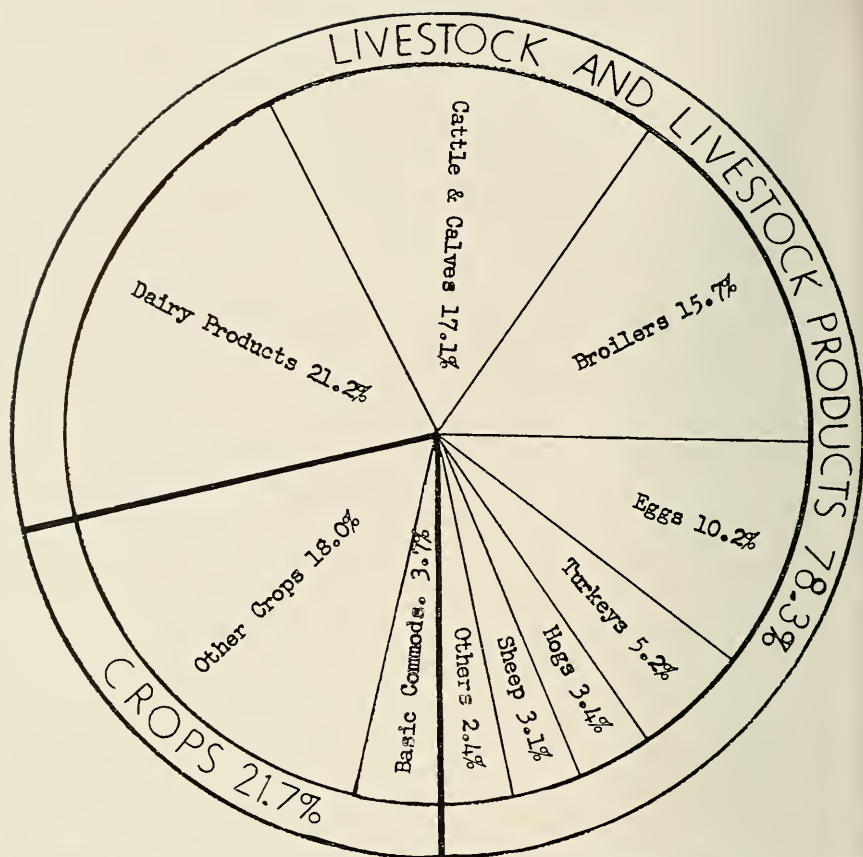 LIVESTOCK AND LIVESTOCK PRODUCTS 78.3%
Cattle & Calves 17.1%
Broilers 15.7%
Dairy Products 21.2%
Eggs 10.2%
Turkeys 5.2%
Hogs 3.4%
Sheep 3.1%
Others 2.4%
Basic Commods. 3.7%
Other Crops 18.0%
CROPS 21.7%